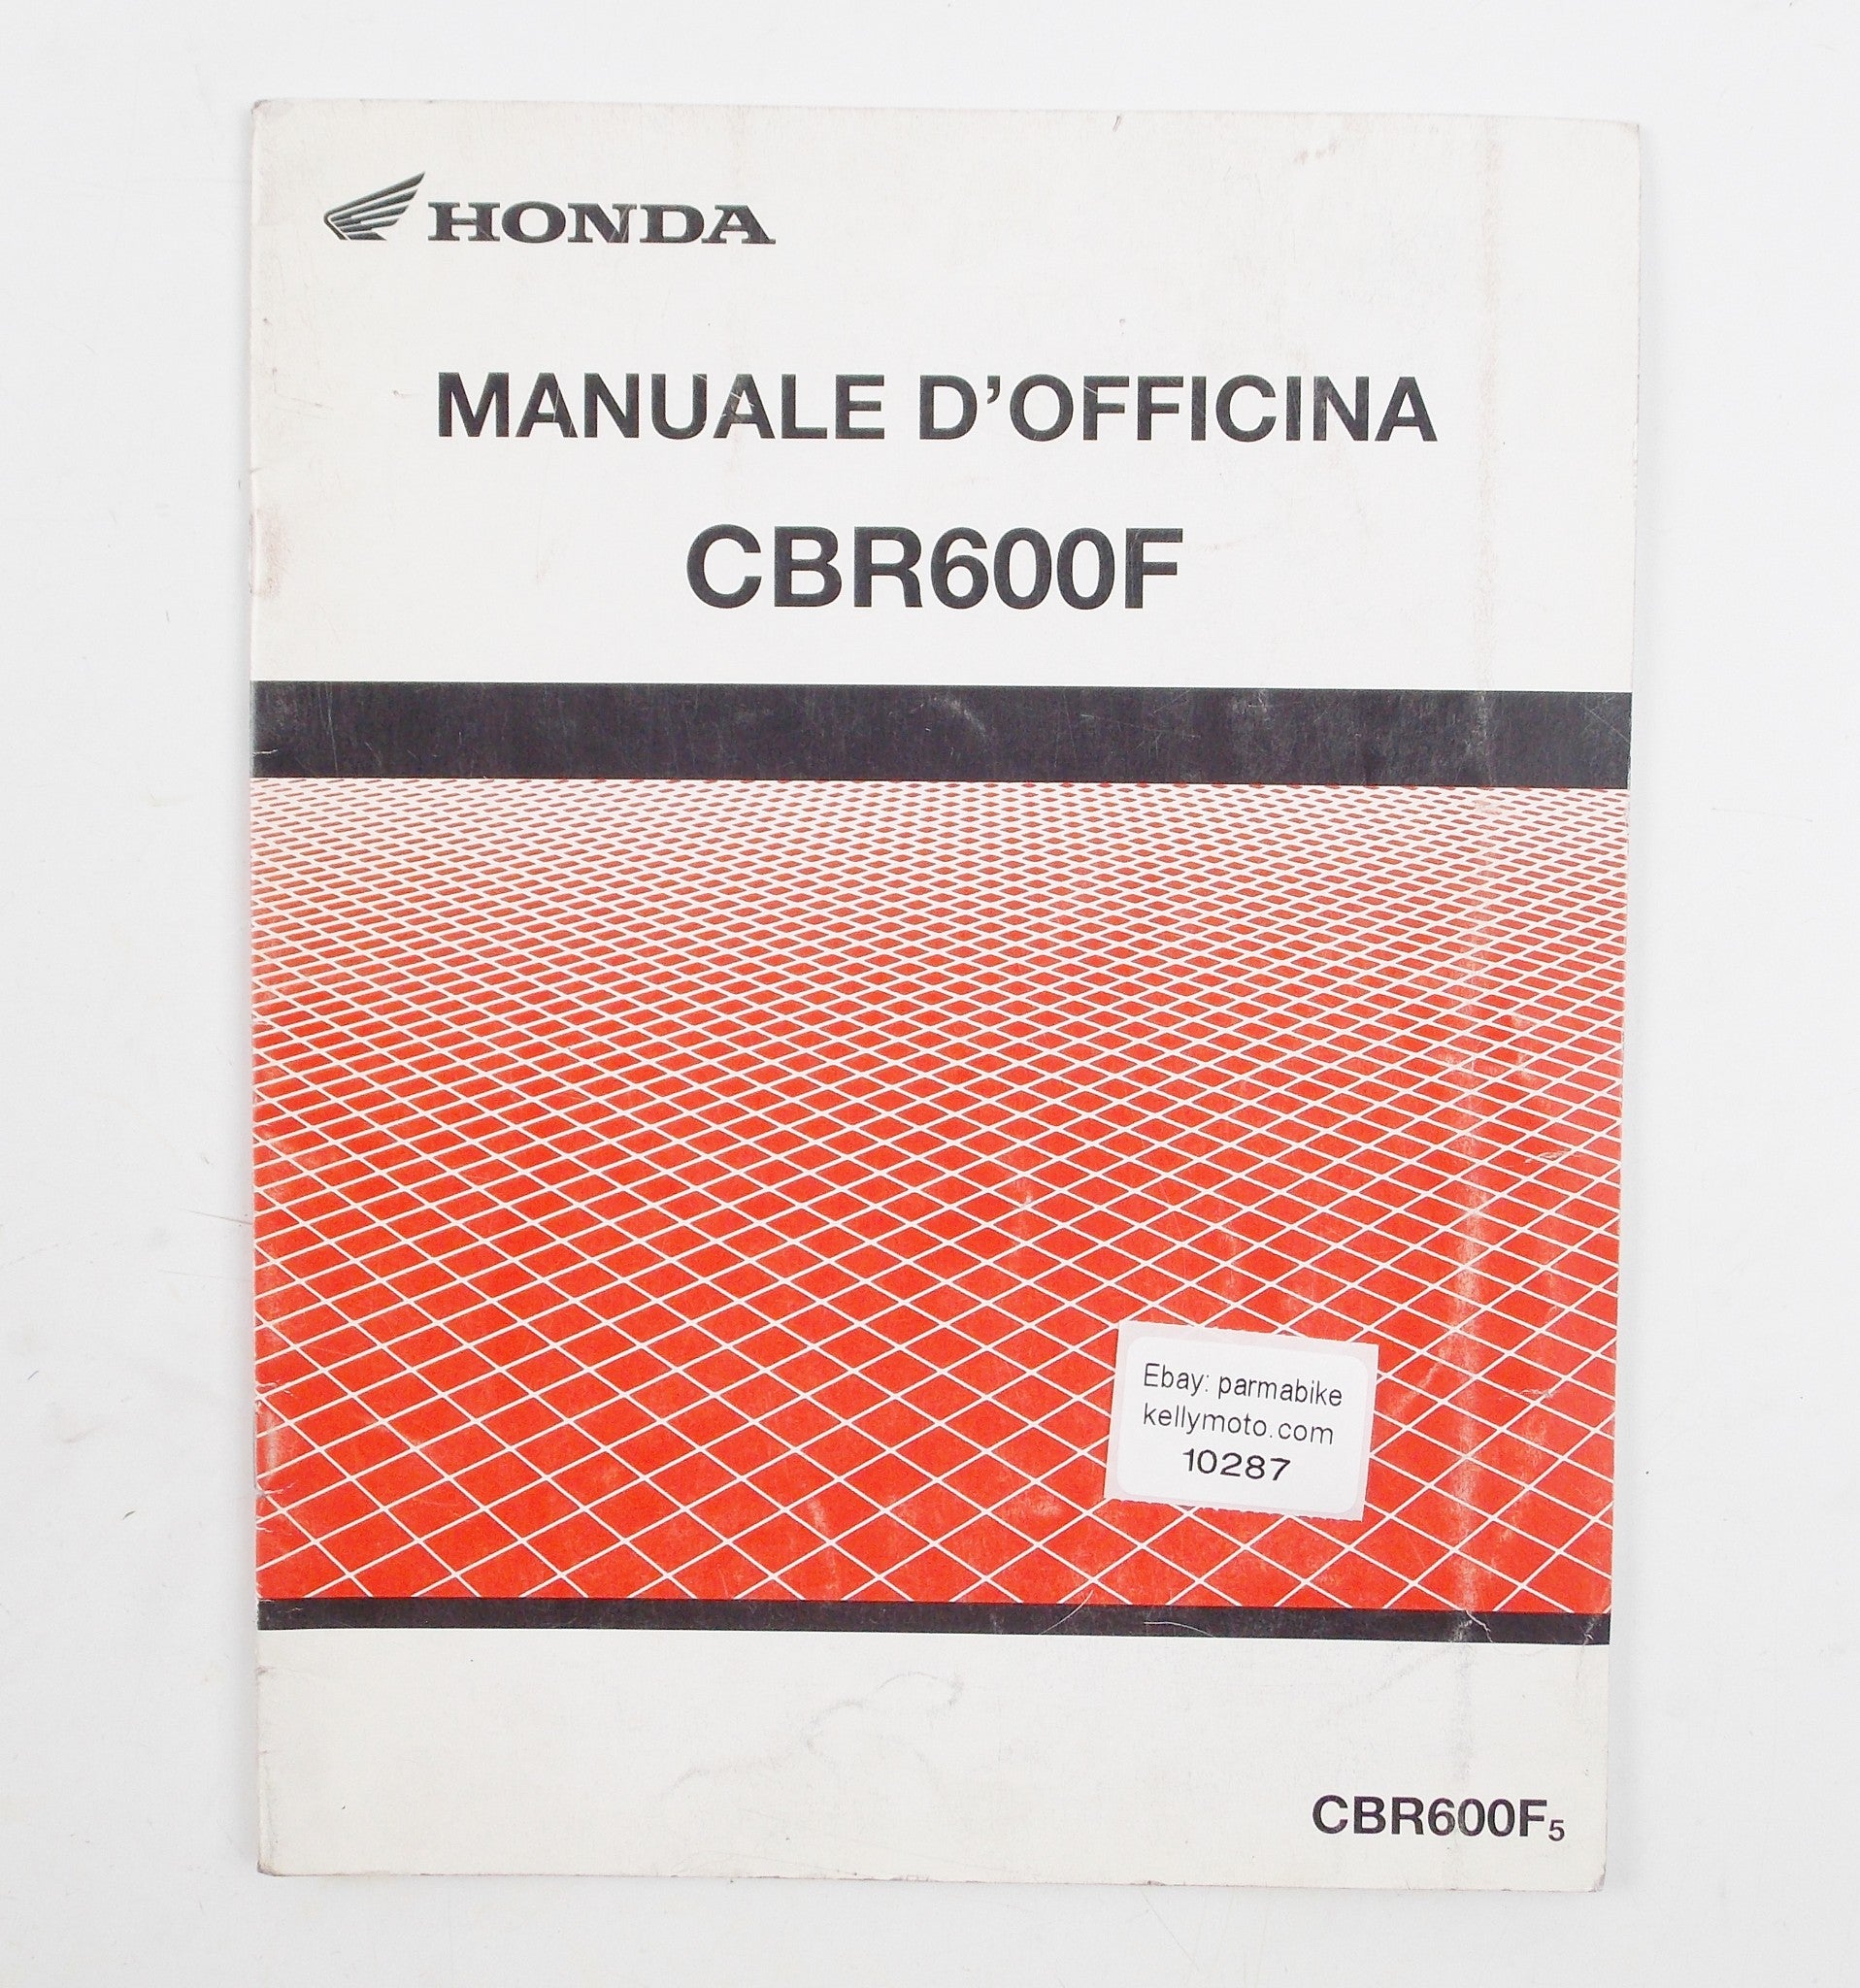 HONDA
MANUALE D'OFFICINA
CBR600F
Ebay: parmabike
kellymoto.com
10287
CBR600F5